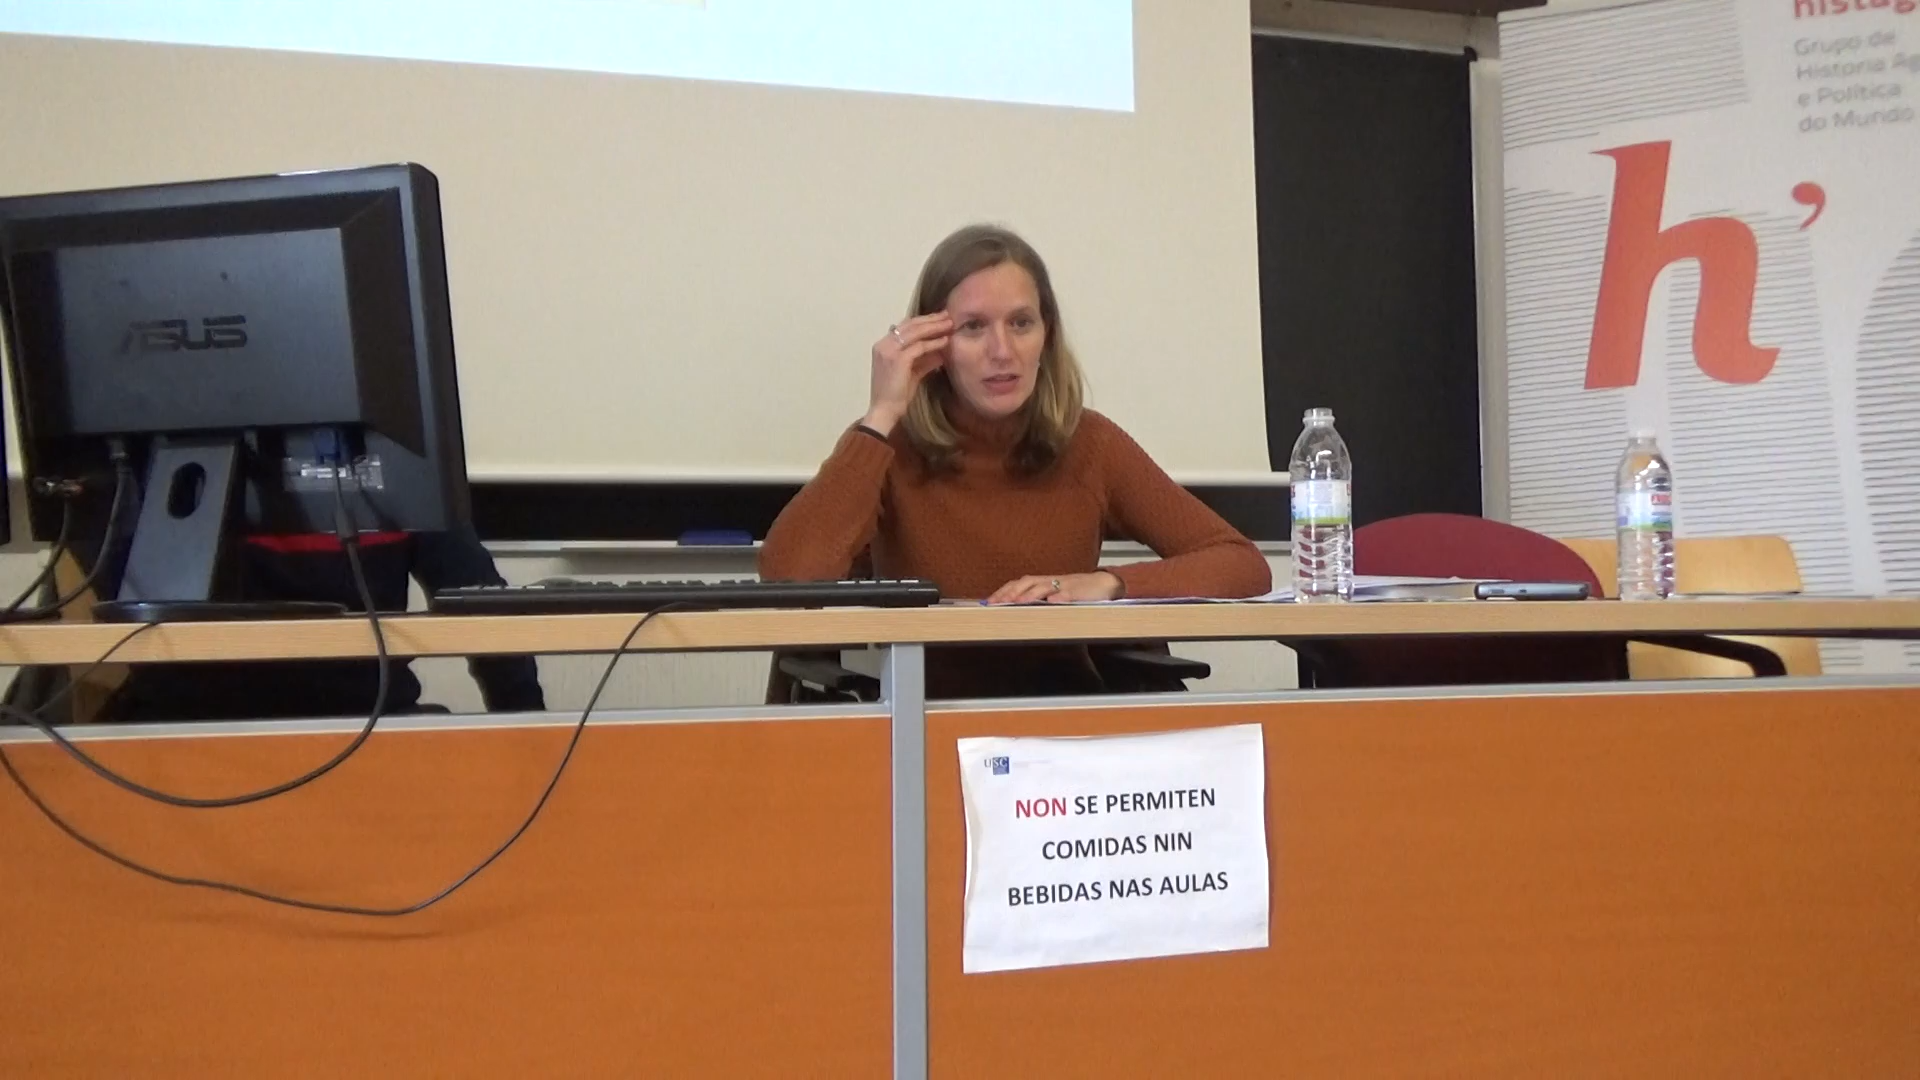 histag
Grupo de
Historia Ag
e Política
do Mundo
h'
ASUS
USC
NON SE PERMITEN
COMIDAS NIN
BEBIDAS NAS AULAS